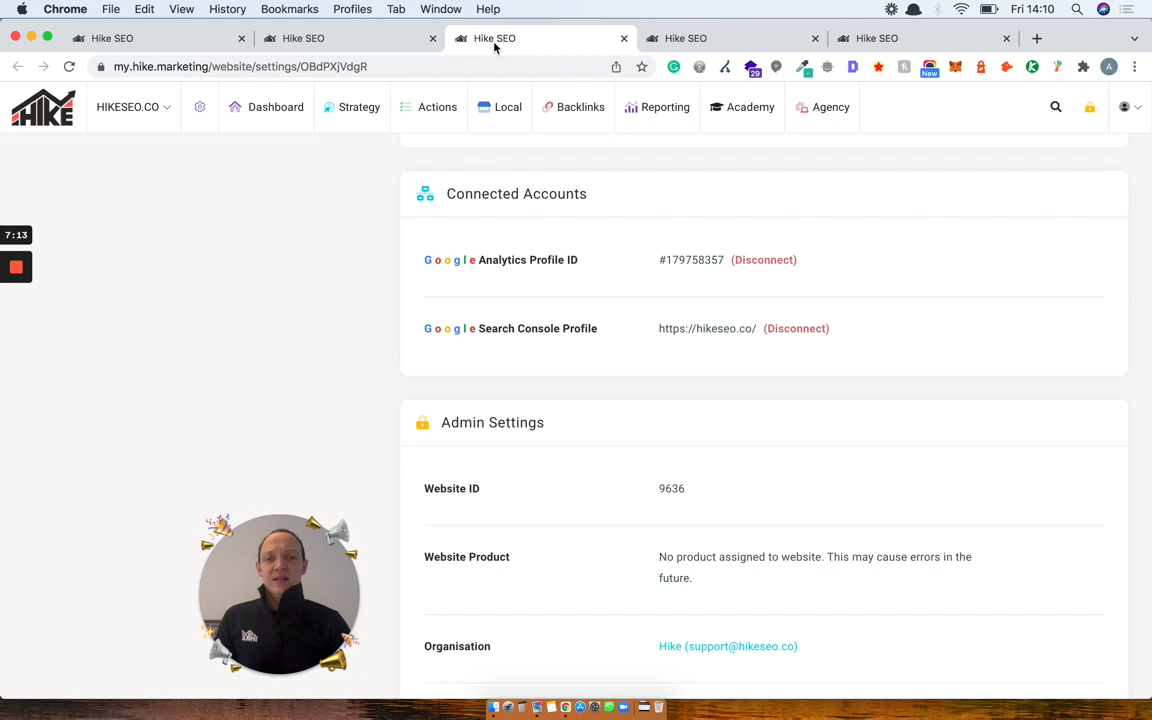 Chrome File Edit View History Bookmarks Profiles Tab Window Help Fri 14:10
Hike SEO Hike SEO Hike SEO Hike SEO Hike SEO
my.hike.marketing/website/settings/OBdPXjVdgR 29 New A
HIKE HIKESEO.CO Dashboard Strategy Actions Local Backlinks Reporting Academy Agency
Connected Accounts
7:13
Google Analytics Profile ID #179758357 (Disconnect)
Google Search Console Profile https://hikeseo.co/ (Disconnect)
Admin Settings
Website ID 9636
Website Product No product assigned to website. This may cause errors in the
future.
Organisation Hike (support@hikeseo.co)